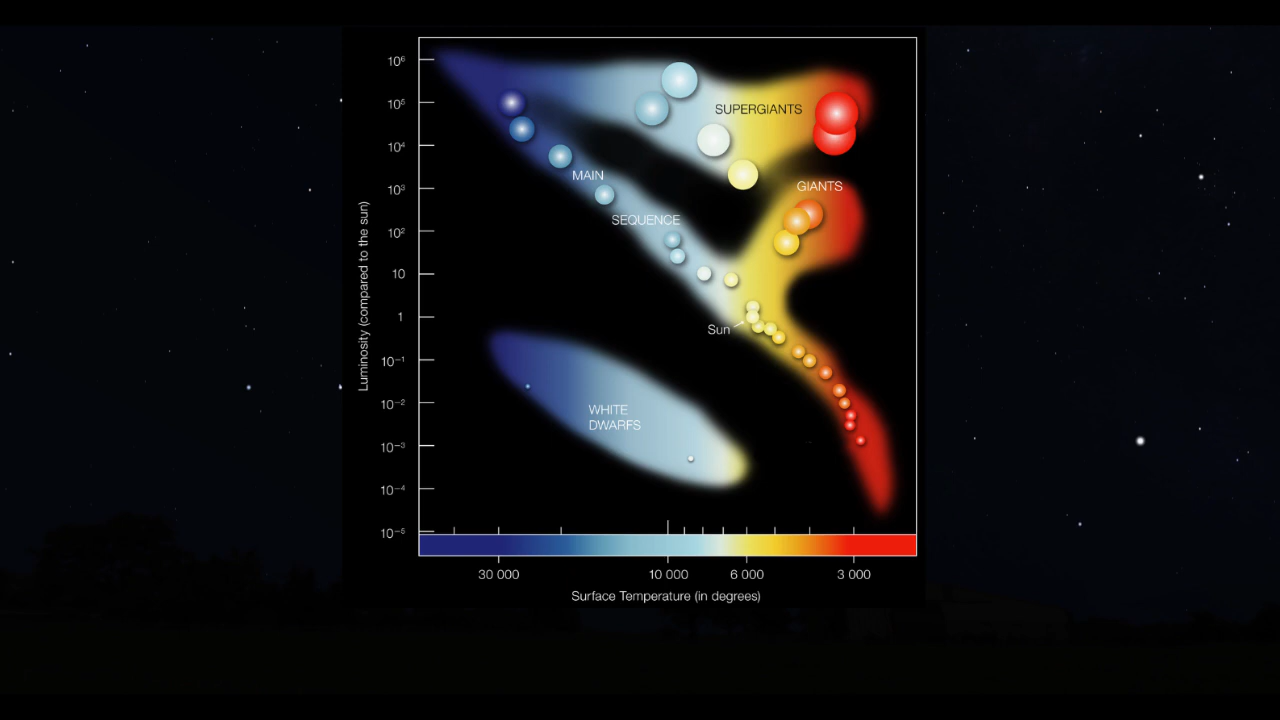 10⁶
10⁵
10⁴
10³
10²
10
1
10⁻¹
10⁻²
10⁻³
10⁻⁴
10⁻⁵
Luminosity (compared to the sun)
SUPERGIANTS
GIANTS
MAIN
SEQUENCE
Sun
WHITE
DWARFS
30 000 10 000 6 000 3 000
Surface Temperature (in degrees)